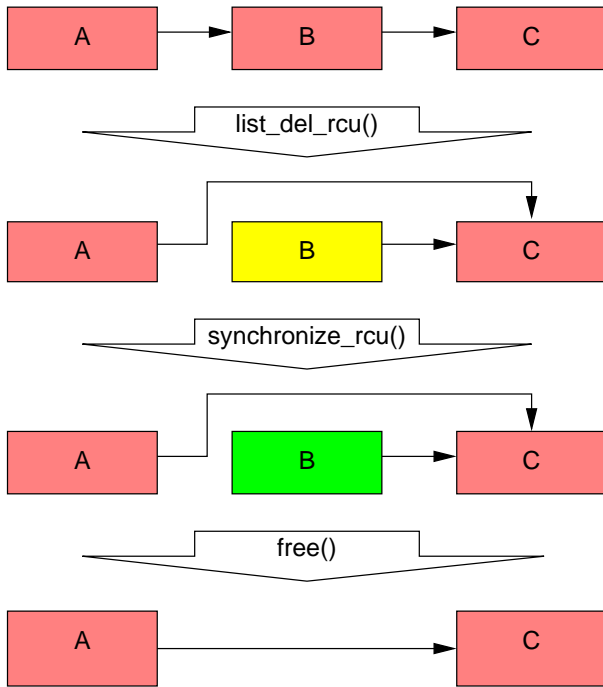 A B C
list_del_rcu()
A B C
synchronize_rcu()
A B C
free()
A C